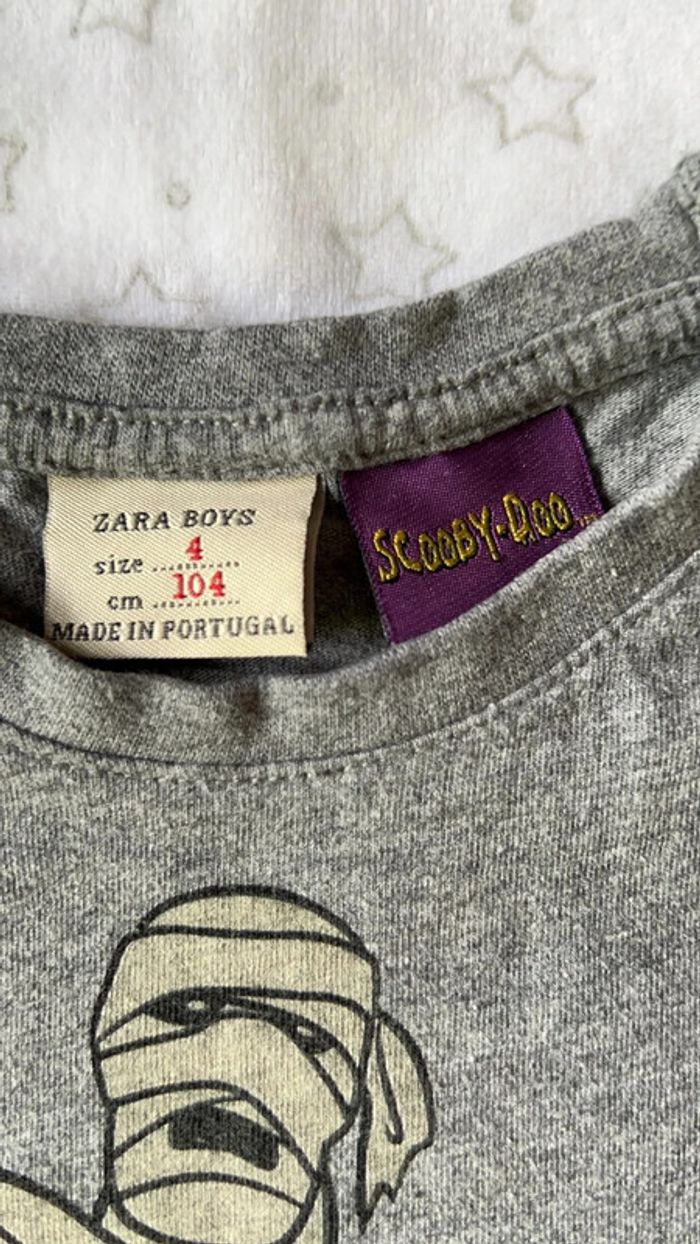 ZARA BOYS
size ........ 4
cm ........ 104
MADE IN PORTUGAL
SCOOBY-DOO